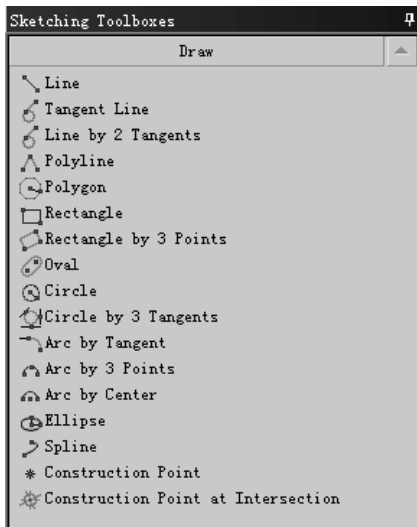 Sketching Toolboxes
Draw
Line
Tangent Line
Line by 2 Tangents
Polyline
Polygon
Rectangle
Rectangle by 3 Points
Oval
Circle
Circle by 3 Tangents
Arc by Tangent
Arc by 3 Points
Arc by Center
Ellipse
Spline
Construction Point
Construction Point at Intersection